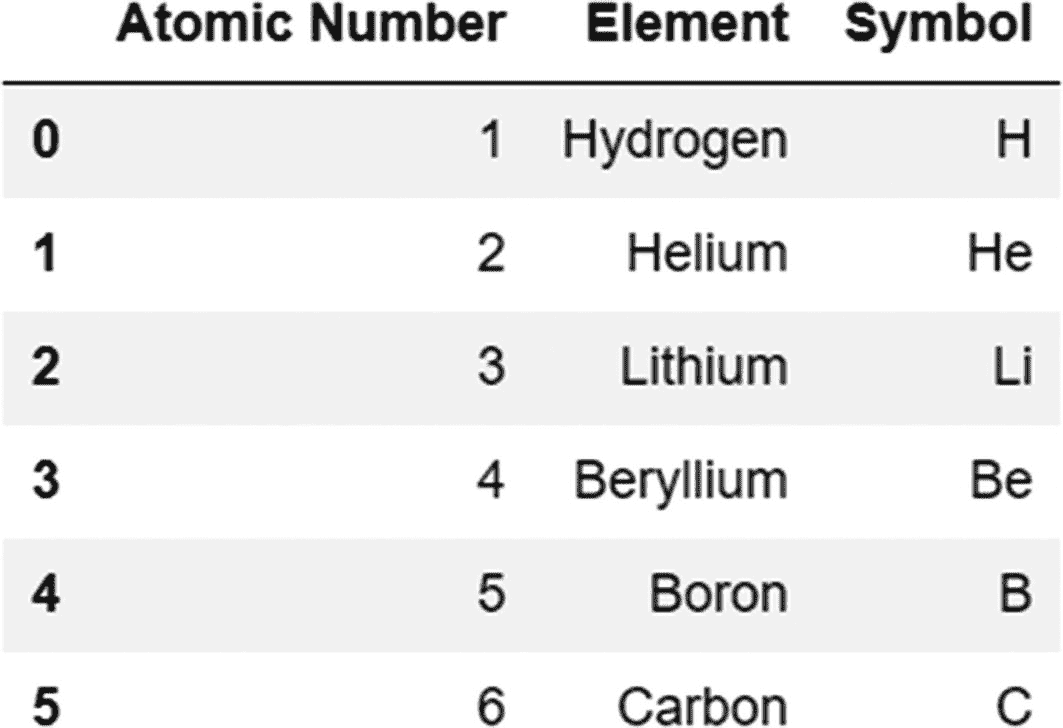 Atomic Number Element Symbol
0 1 Hydrogen H
1 2 Helium He
2 3 Lithium Li
3 4 Beryllium Be
4 5 Boron B
5 6 Carbon C